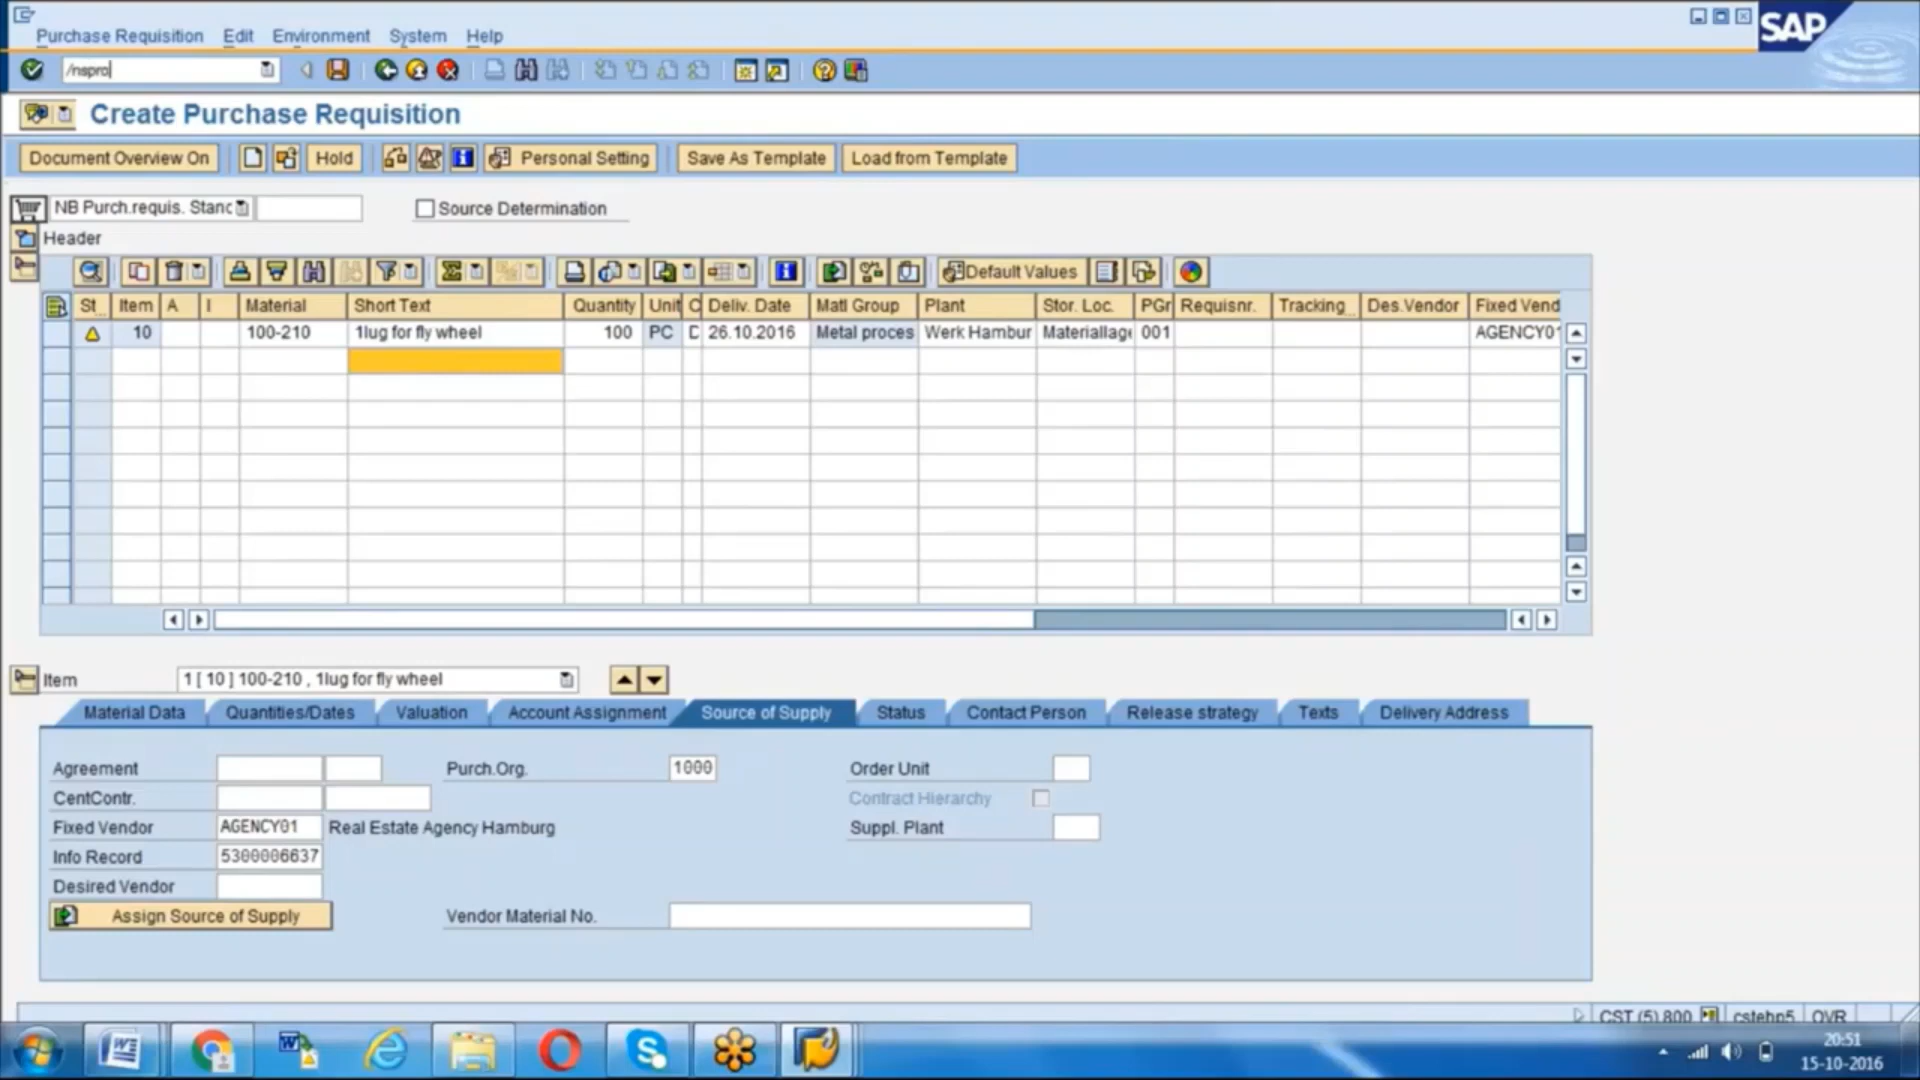 Purchase Requisition Edit Environment System Help
SAP
/nspro
Create Purchase Requisition
Document Overview On Hold Personal Setting Save As Template Load from Template
NB Purch.requis. Stanc Source Determination
Header
Default Values
St.. Item A I Material Short Text Quantity Unit C Deliv. Date Matl Group Plant Stor. Loc. PGr Requisnr. Tracking Des.Vendor Fixed Vend
10 100-210 1lug for fly wheel 100 PC D 26.10.2016 Metal proces Werk Hambur Materiallage 001 AGENCY01
Item 1 [ 10 ] 100-210 , 1lug for fly wheel
Material Data Quantities/Dates Valuation Account Assignment Source of Supply Status Contact Person Release strategy Texts Delivery Address
Agreement Purch.Org. 1000 Order Unit
CentContr. Contract Hierarchy
Fixed Vendor AGENCY01 Real Estate Agency Hamburg Suppl. Plant
Info Record 5300006637
Desired Vendor
Assign Source of Supply Vendor Material No.
CST (5) 800 cstehp5 OVR
20:51
15-10-2016